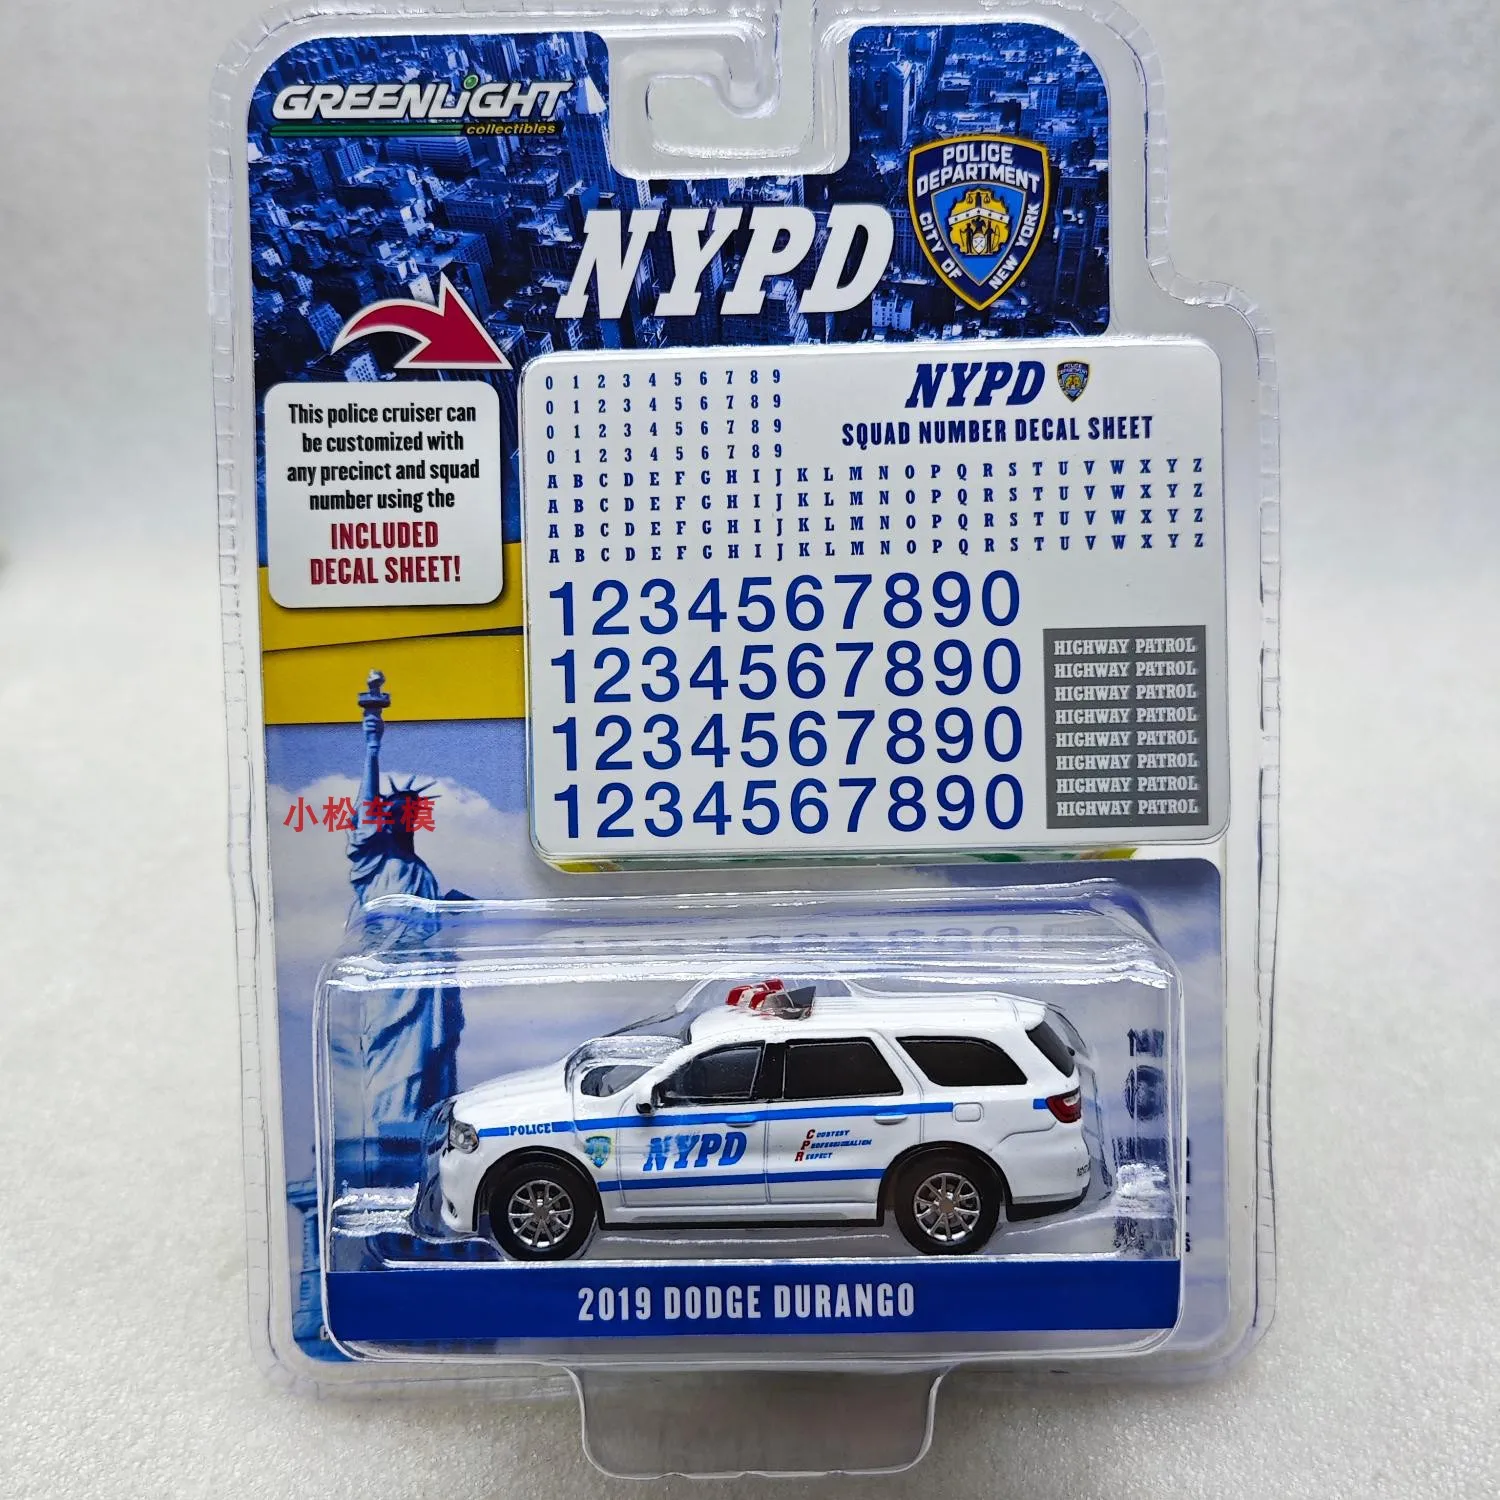 GREENLiGHT
collectibles
NYPD
POLICE
DEPARTMENT
CITY OF
NEW YORK
This police cruiser can
be customized with
any precinct and squad
number using the
INCLUDED
DECAL SHEET!
NYPD
SQUAD NUMBER DECAL SHEET
0 1 2 3 4 5 6 7 8 9
0 1 2 3 4 5 6 7 8 9
0 1 2 3 4 5 6 7 8 9
0 1 2 3 4 5 6 7 8 9
A B C D E F G H I J K L M N O P Q R S T U V W X Y Z
A B C D E F G H I J K L M N O P Q R S T U V W X Y Z
A B C D E F G H I J K L M N O P Q R S T U V W X Y Z
A B C D E F G H I J K L M N O P Q R S T U V W X Y Z
1234567890
1234567890
1234567890
1234567890
HIGHWAY PATROL
HIGHWAY PATROL
HIGHWAY PATROL
HIGHWAY PATROL
HIGHWAY PATROL
HIGHWAY PATROL
HIGHWAY PATROL
HIGHWAY PATROL
小松车模
POLICE
NYPD
COURTESY
PROFESSIONALISM
RESPECT
2019 DODGE DURANGO